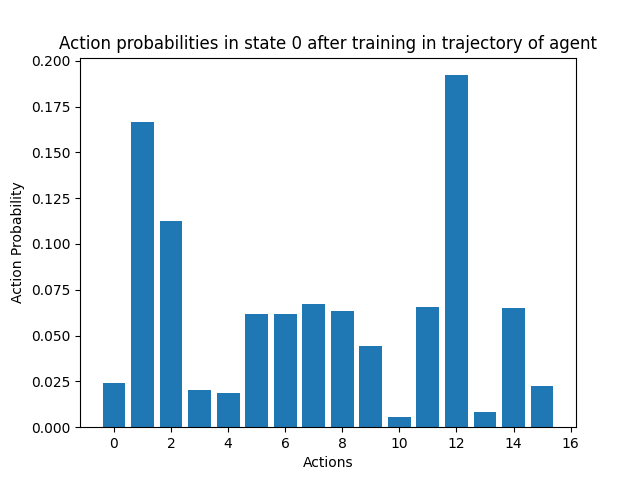 Action probabilities in state 0 after training in trajectory of agent
0.200
0.175
0.150
0.125
0.100
0.075
0.050
0.025
0.000
Action Probability
0 2 4 6 8 10 12 14 16
Actions